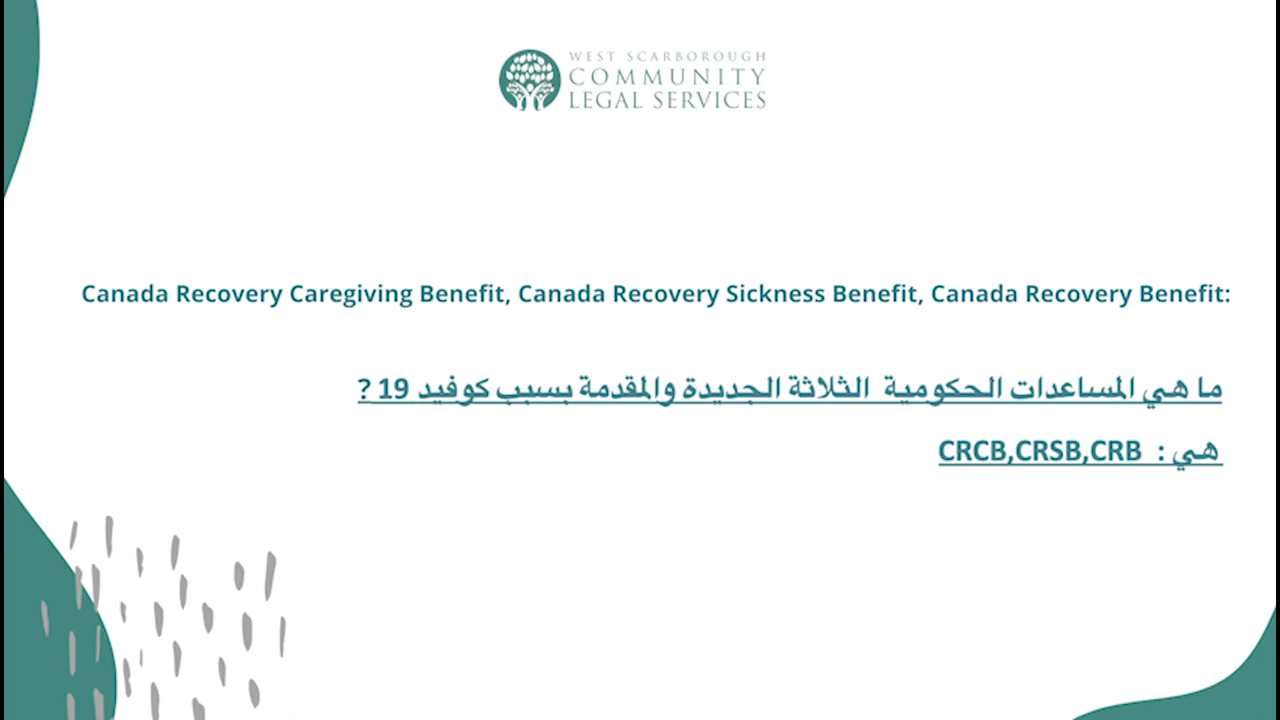 WEST SCARBOROUGH
COMMUNITY
LEGAL SERVICES
Canada Recovery Caregiving Benefit, Canada Recovery Sickness Benefit, Canada Recovery Benefit:
ما هي المساعدات الحكومية الثلاثة الجديدة والمقدمة بسبب كوفيد 19 ?
هي : CRCB,CRSB,CRB